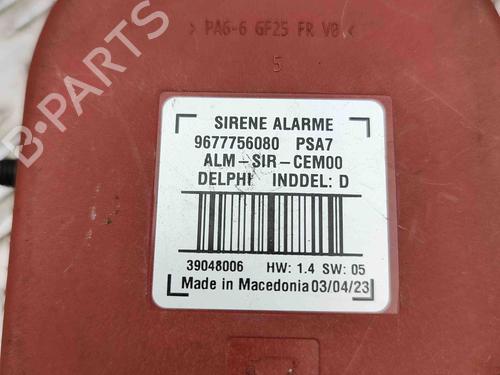 > PA6-6 GF25 FR V0 <
5
SIRENE ALARME
9677756080 PSA7
ALM-SIR-CEM00
DELPHI INDDEL: D
39048006 HW: 1.4 SW: 05
Made in Macedonia 03/04/23
B-PARTS